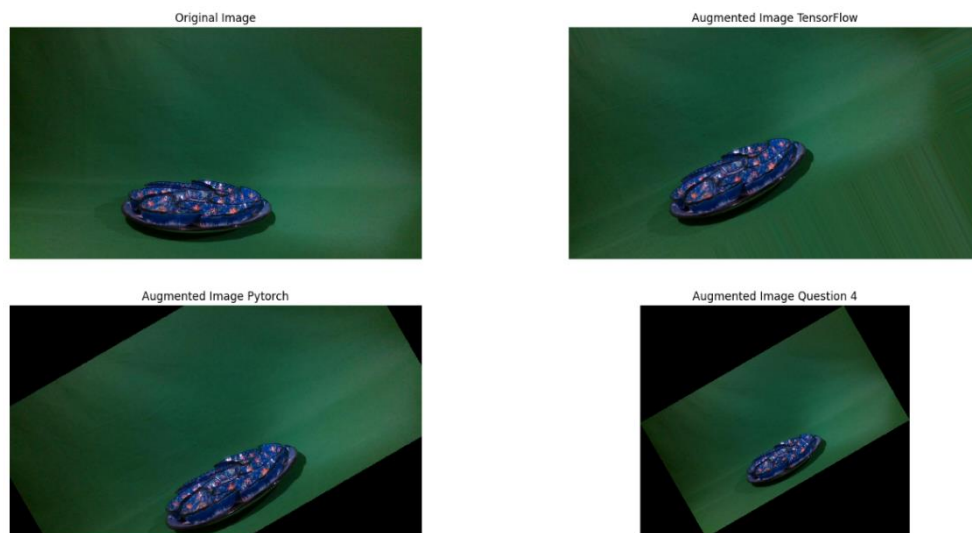 Original Image
Augmented Image TensorFlow
Augmented Image Pytorch
Augmented Image Question 4